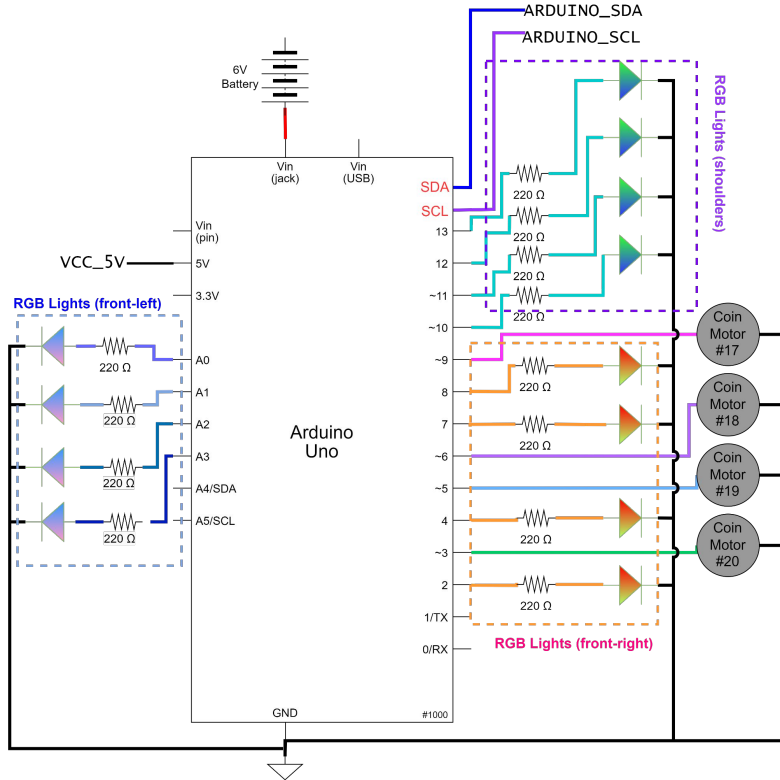 ARDUINO_SDA
ARDUINO_SCL
6V
Battery
Vin
(jack)
Vin
(USB)
RGB Lights (shoulders)
SDA
SCL
220 Ω
220 Ω
220 Ω
220 Ω
Vin
(pin)
13
VCC_5V
5V
12
3.3V
~11
~10
RGB Lights (front-left)
Coin
Motor
#17
A0
220 Ω
~9
220 Ω
A1
8
220 Ω
Coin
Motor
#18
A2
7
220 Ω
Arduino
Uno
A3
220 Ω
~6
Coin
Motor
#19
A4/SDA
~5
A5/SCL
220 Ω
4
220 Ω
Coin
Motor
#20
~3
2
220 Ω
1/TX
RGB Lights (front-right)
0/RX
GND
#1000